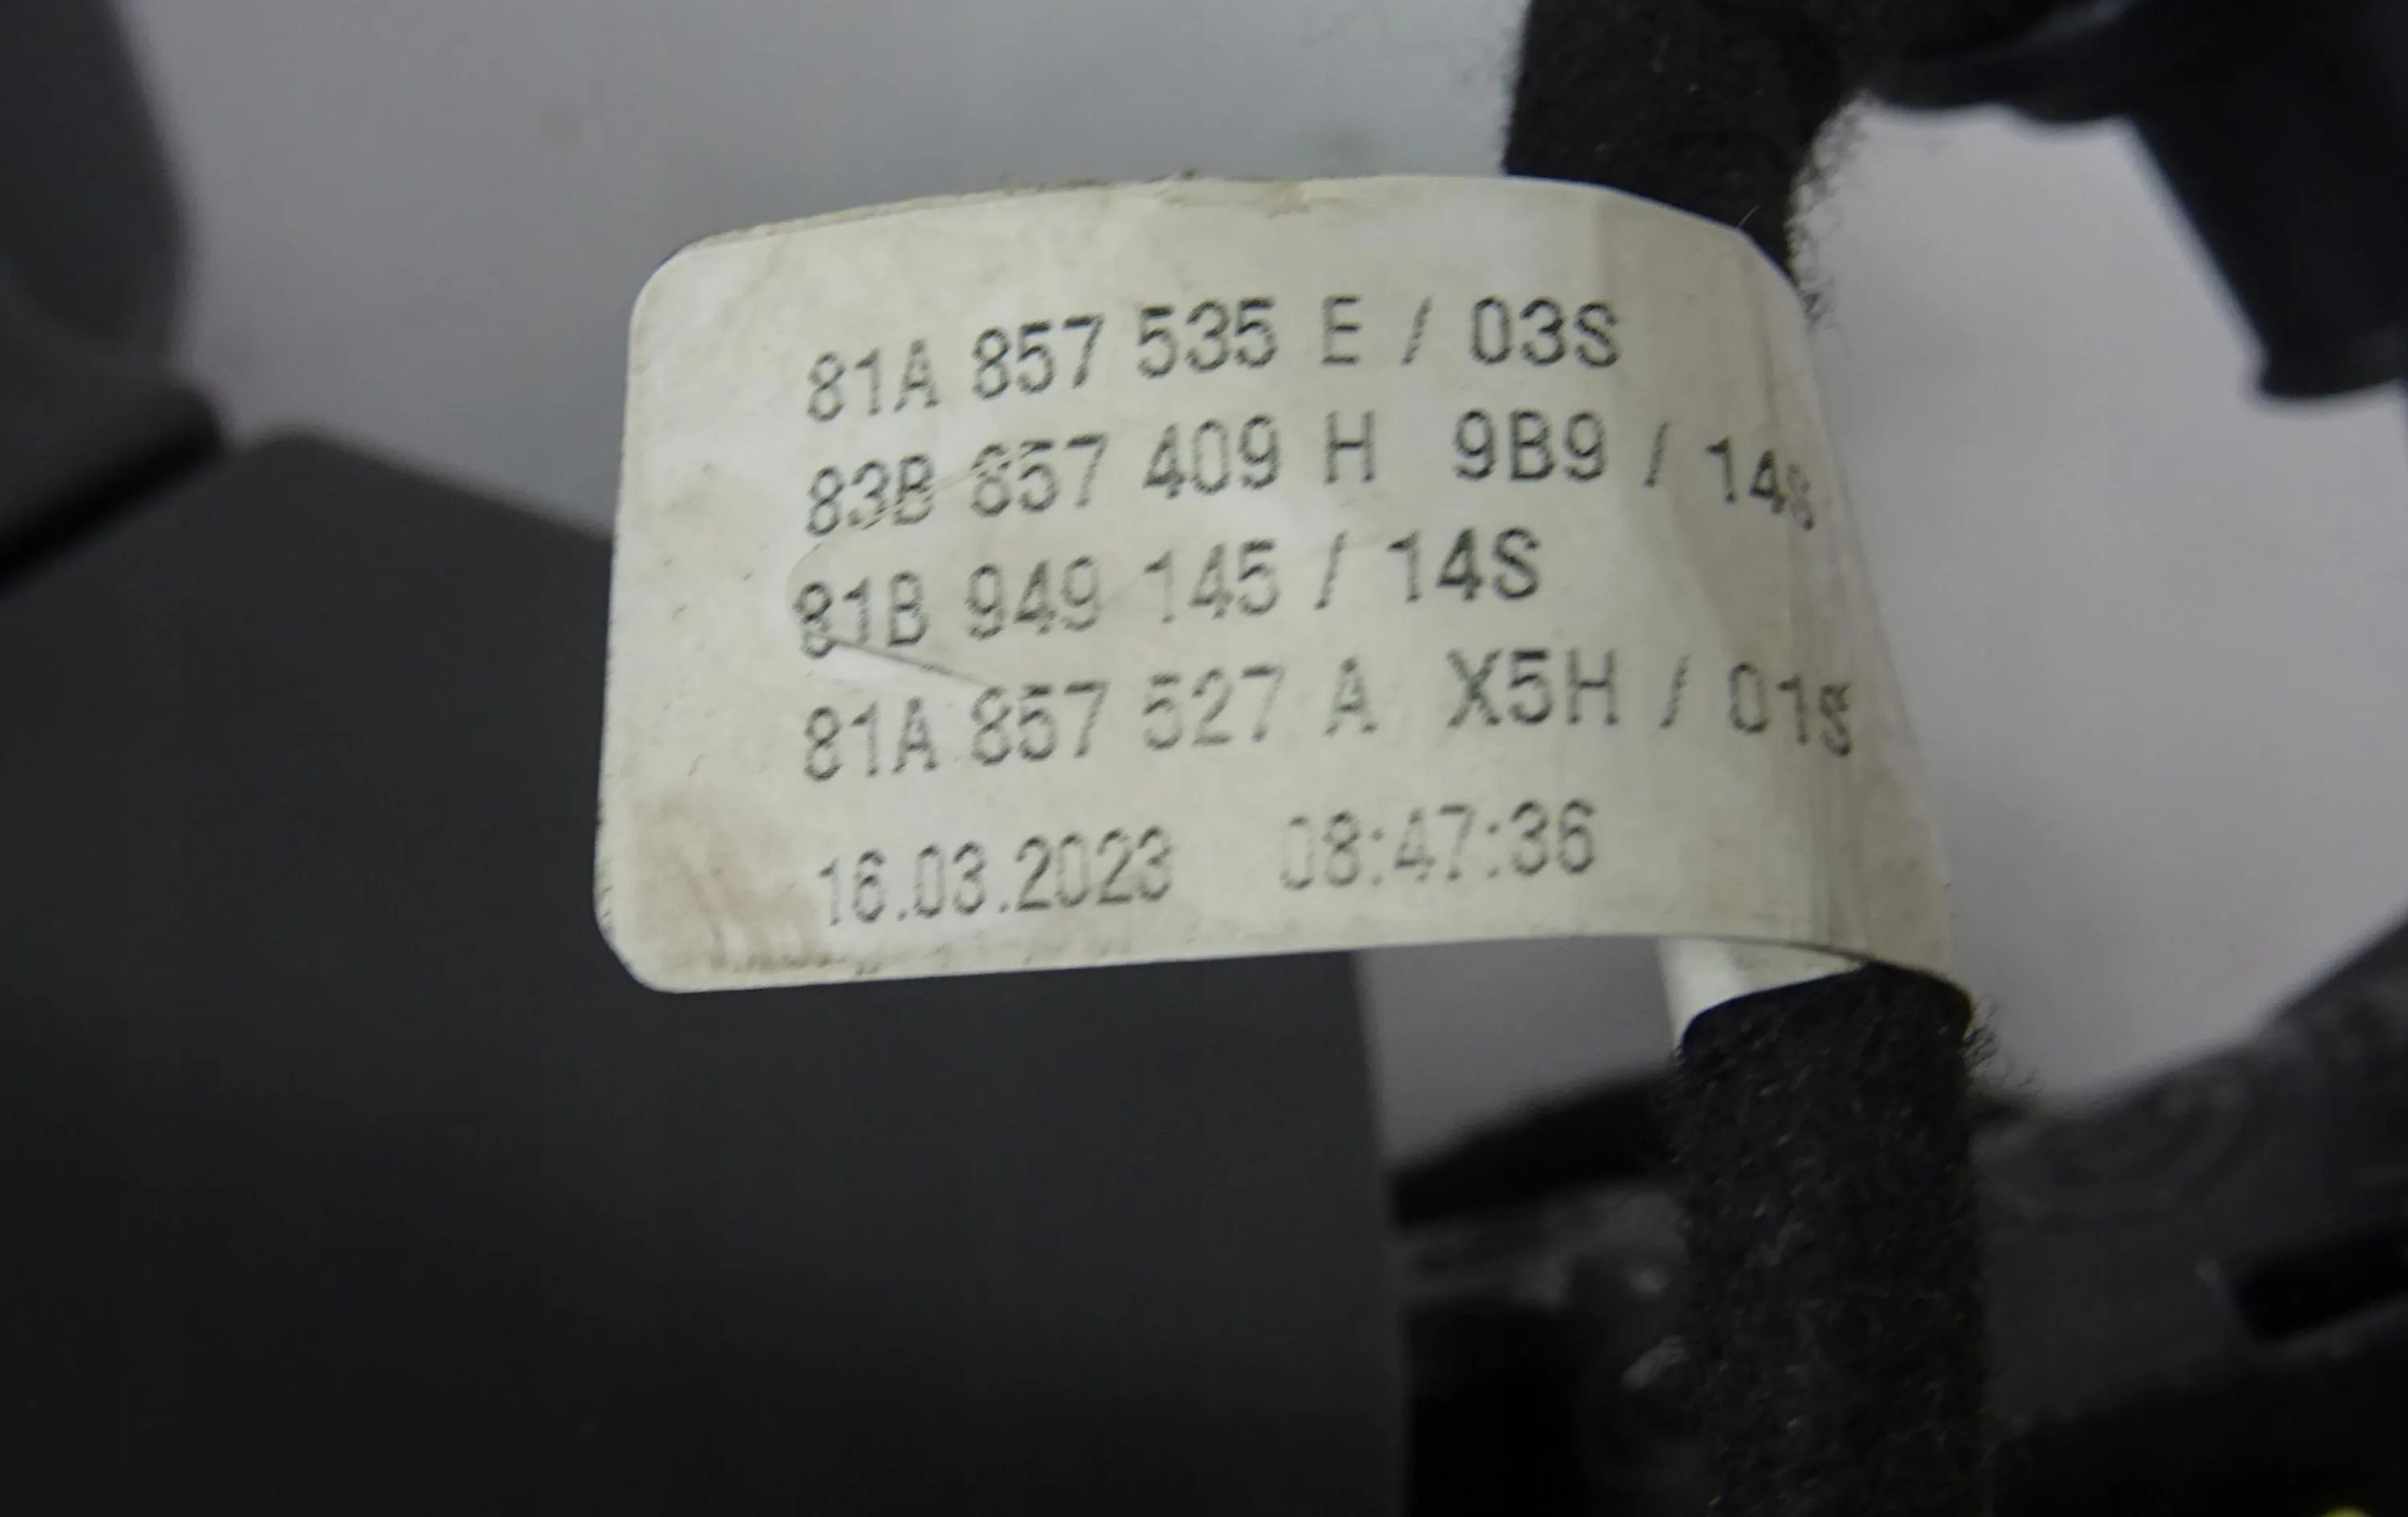 81A 857 535 E / 03S
83B 857 409 H 9B9 / 14S
81B 949 145 / 14S
81A 857 527 A X5H / 01S
16.03.2023 08:47:36